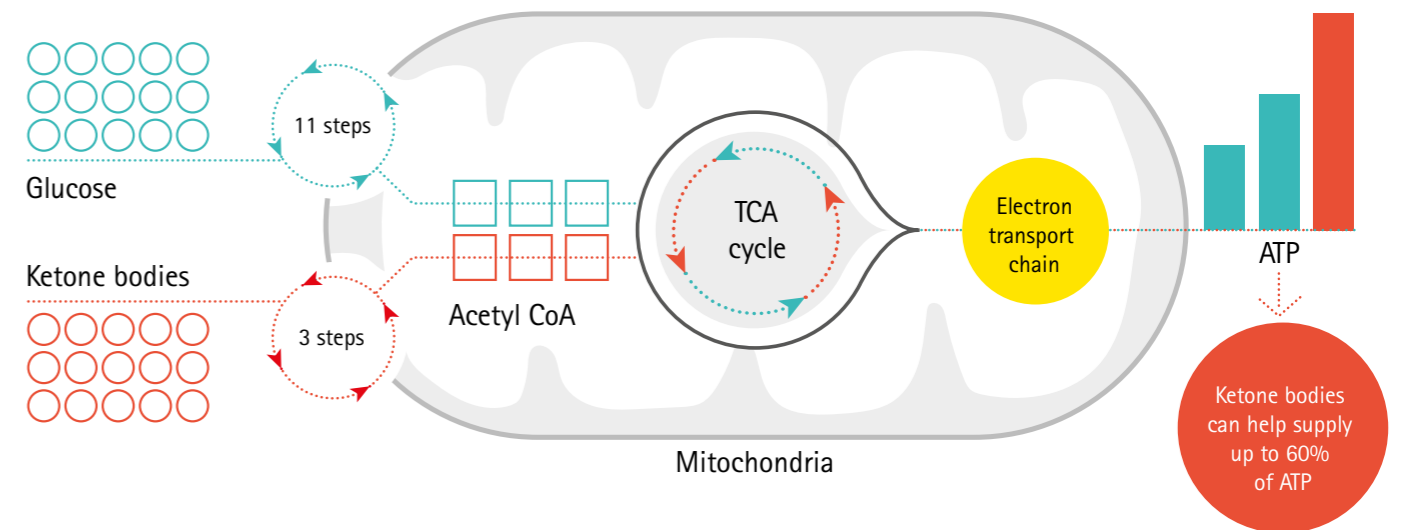 11 steps
Glucose
Ketone bodies
3 steps
Acetyl CoA
TCA
cycle
Electron
transport
chain
ATP
Mitochondria
Ketone bodies
can help supply
up to 60%
of ATP